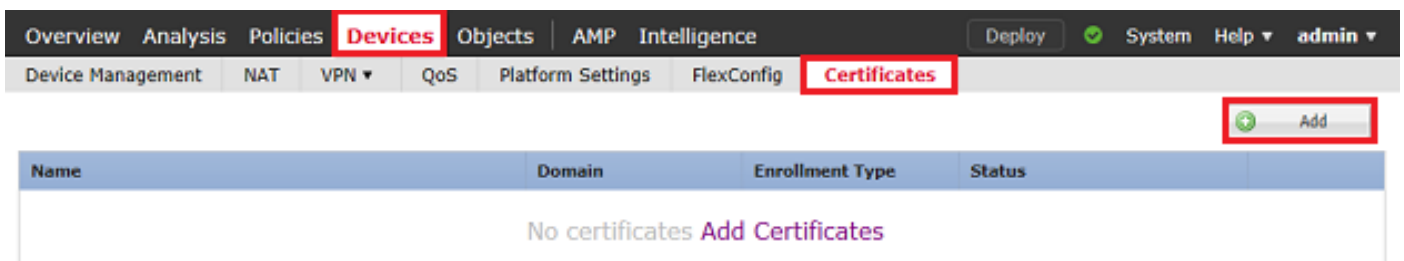 Overview Analysis Policies Devices Objects AMP Intelligence Deploy System Help admin
Device Management NAT VPN QoS Platform Settings FlexConfig Certificates
Add
Name Domain Enrollment Type Status
No certificates Add Certificates